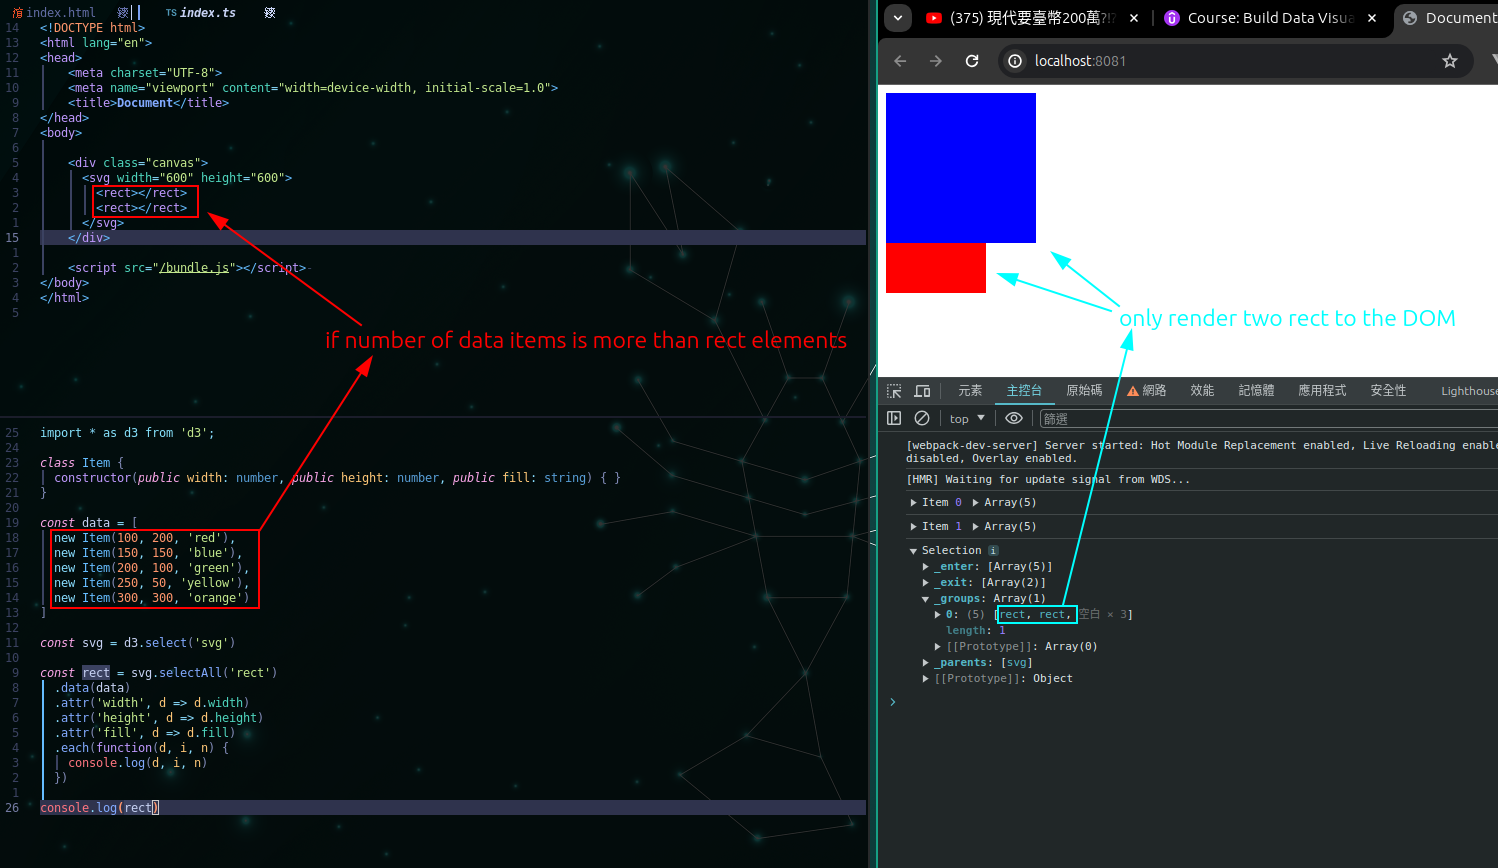 index.html
TS index.ts
14 <!DOCTYPE html>
13 <html lang="en">
12 <head>
11 <meta charset="UTF-8">
10 <meta name="viewport" content="width=device-width, initial-scale=1.0">
9 <title>Document</title>
8 </head>
7 <body>
6
5 <div class="canvas">
4 <svg width="600" height="600">
3 <rect></rect>
2 <rect></rect>
1 </svg>
15 </div>
1
2 <script src="/bundle.js"></script>
3 </body>
4 </html>
5
if number of data items is more than rect elements
25 import * as d3 from 'd3';
24
23 class Item {
22 constructor(public width: number, public height: number, public fill: string) { }
21 }
20
19 const data = [
18 new Item(100, 200, 'red'),
17 new Item(150, 150, 'blue'),
16 new Item(200, 100, 'green'),
15 new Item(250, 50, 'yellow'),
14 new Item(300, 300, 'orange')
13 ]
12
11 const svg = d3.select('svg')
10
9 const rect = svg.selectAll('rect')
8 .data(data)
7 .attr('width', d => d.width)
6 .attr('height', d => d.height)
5 .attr('fill', d => d.fill)
4 .each(function(d, i, n) {
3 console.log(d, i, n)
2 })
1
26 console.log(rect)
(375) 現代要臺幣200萬?!?
Course: Build Data Visua
Document
localhost:8081
only render two rect to the DOM
元素 主控台 原始碼 網路 效能 記憶體 應用程式 安全性 Lighthouse
top 篩選
[webpack-dev-server] Server started: Hot Module Replacement enabled, Live Reloading enable
disabled, Overlay enabled.
[HMR] Waiting for update signal from WDS...
Item 0 Array(5)
Item 1 Array(5)
Selection i
_enter: [Array(5)]
_exit: [Array(2)]
_groups: Array(1)
0: (5) [rect, rect, 空白 × 3]
length: 1
[[Prototype]]: Array(0)
_parents: [svg]
[[Prototype]]: Object